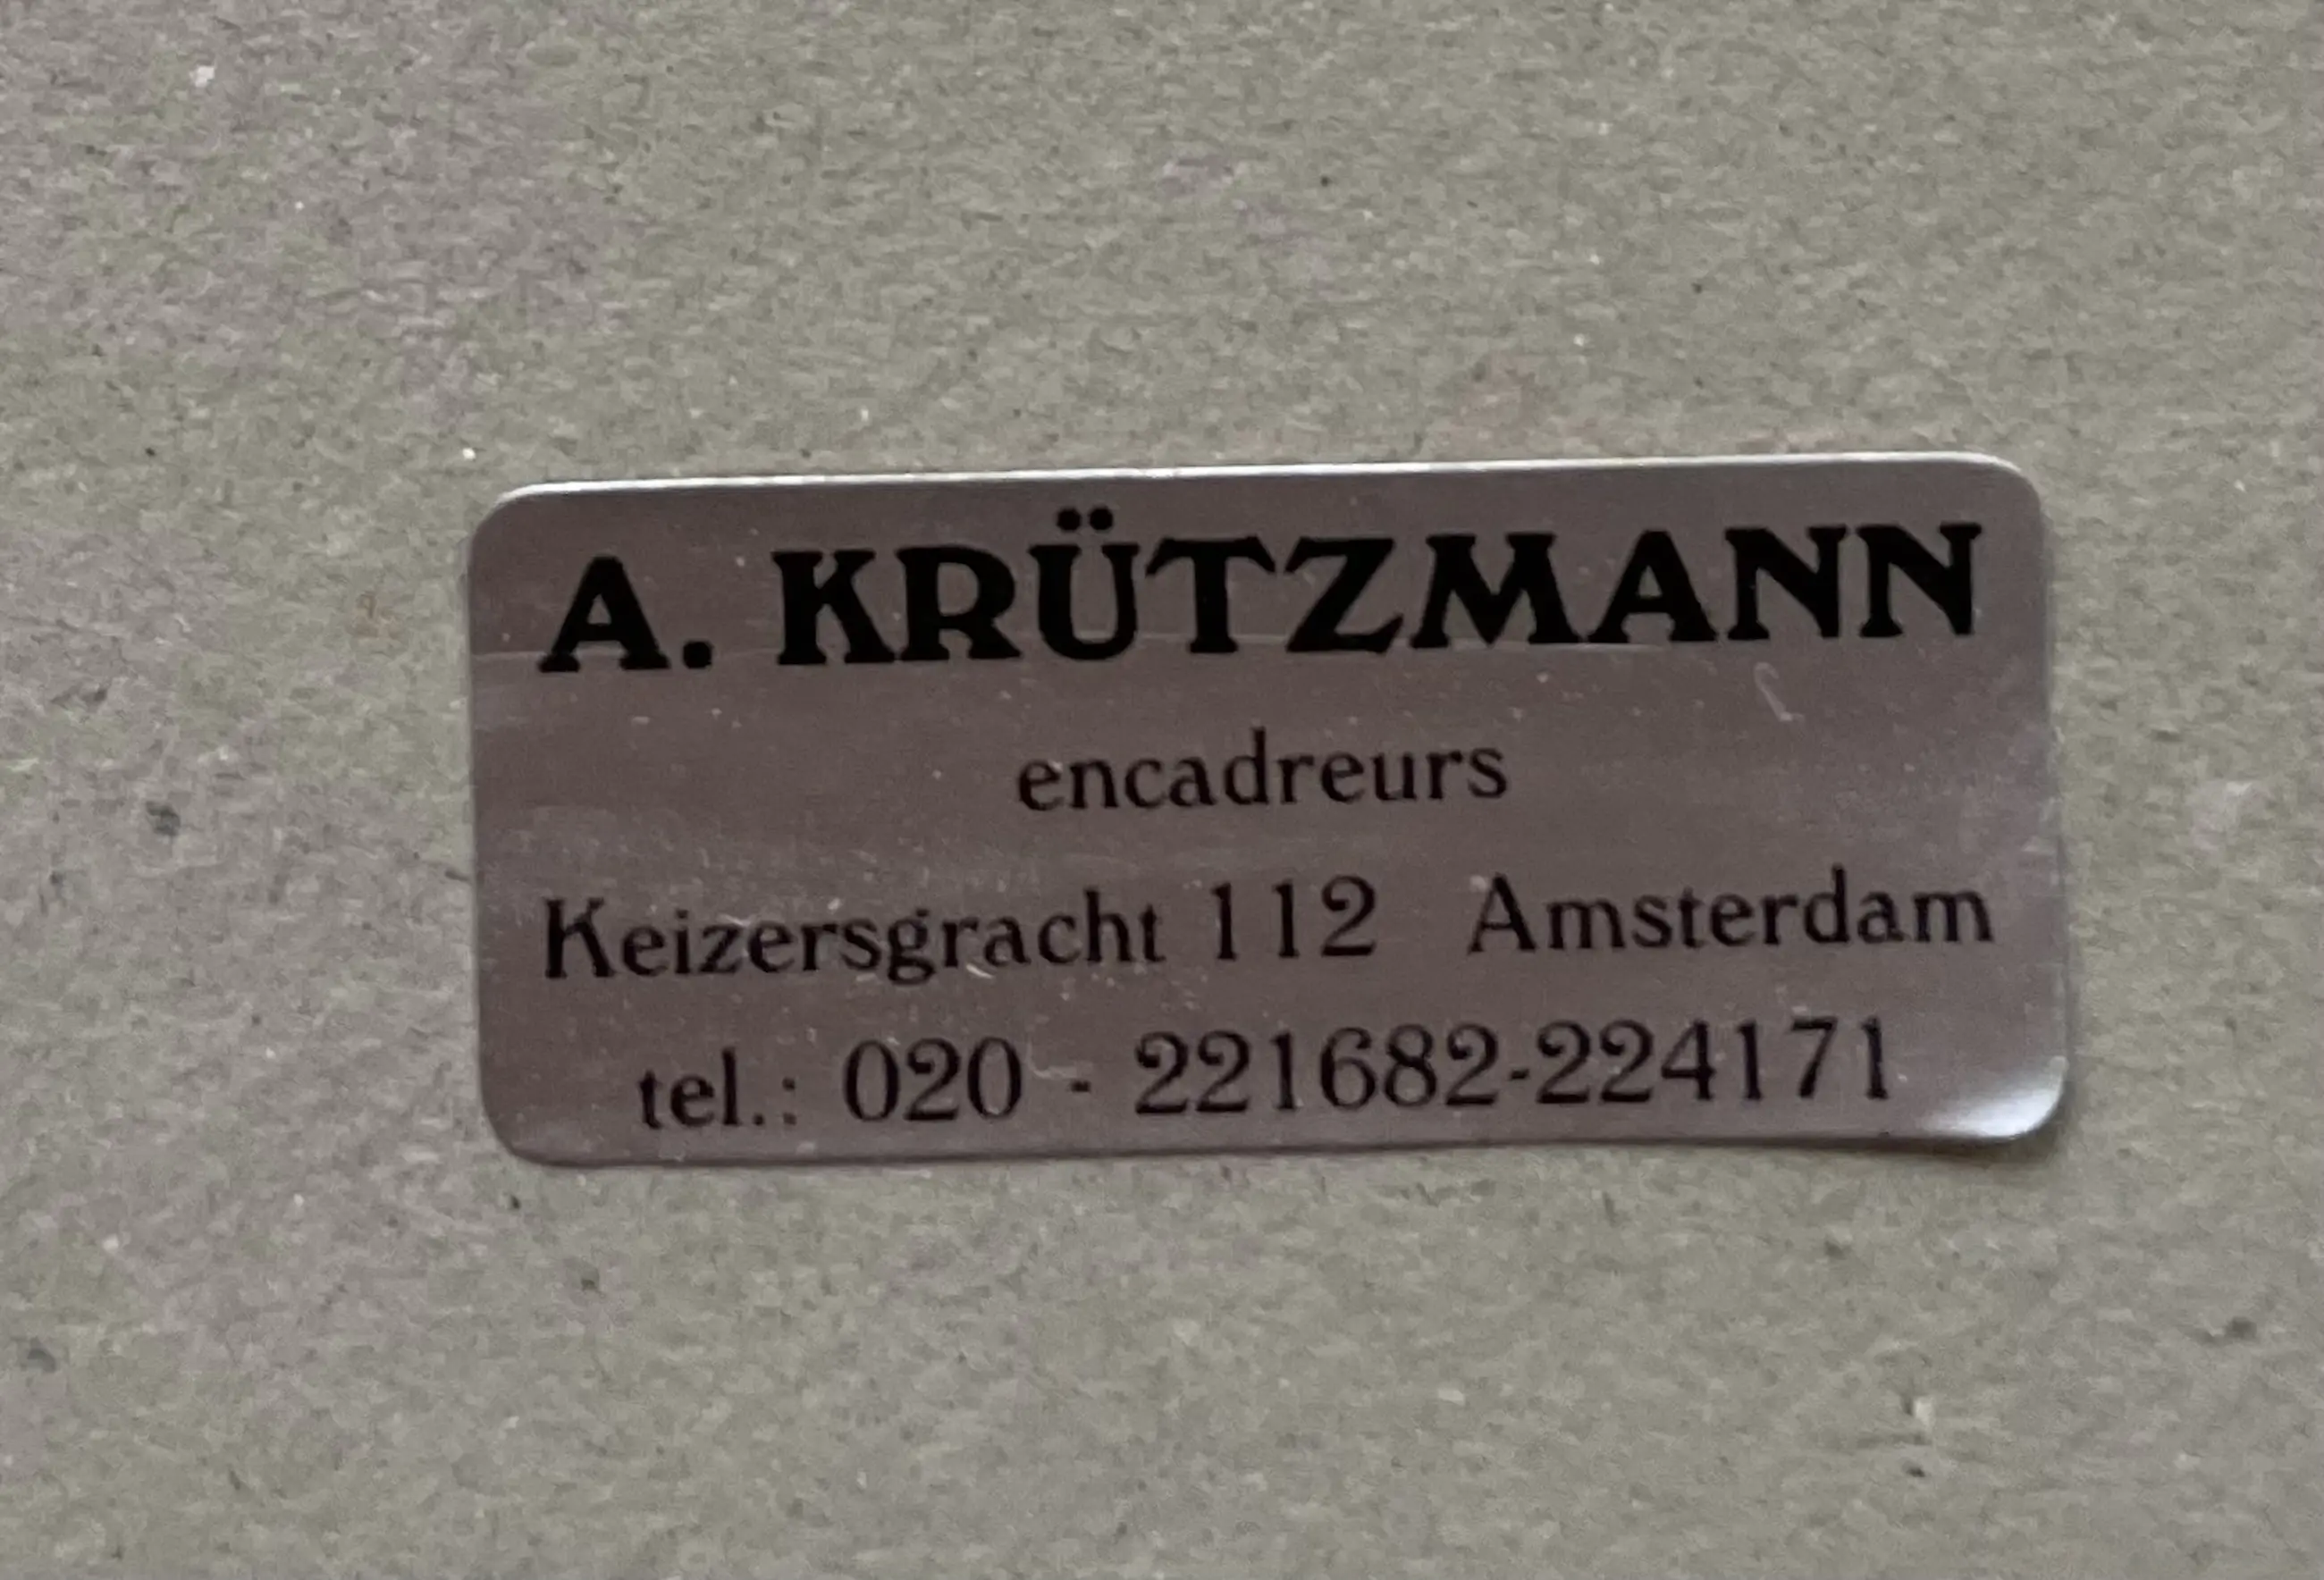 A. KRÜTZMANN
encadreurs
Keizersgracht 112 Amsterdam
tel.: 020 - 221682-224171